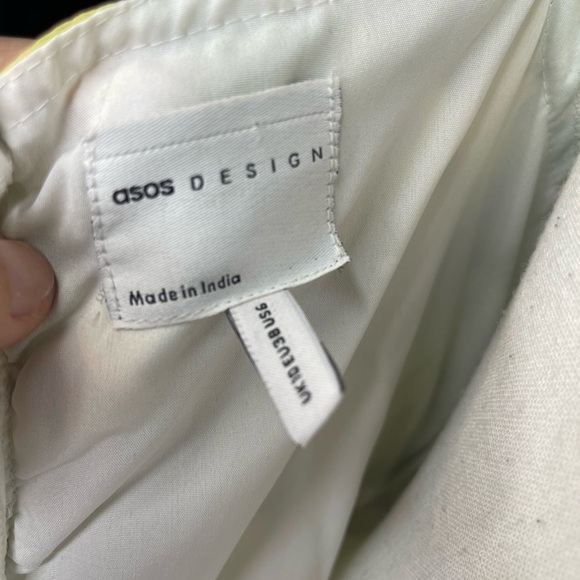 asos DESIGN
Made in India
UK10 EU38 US6